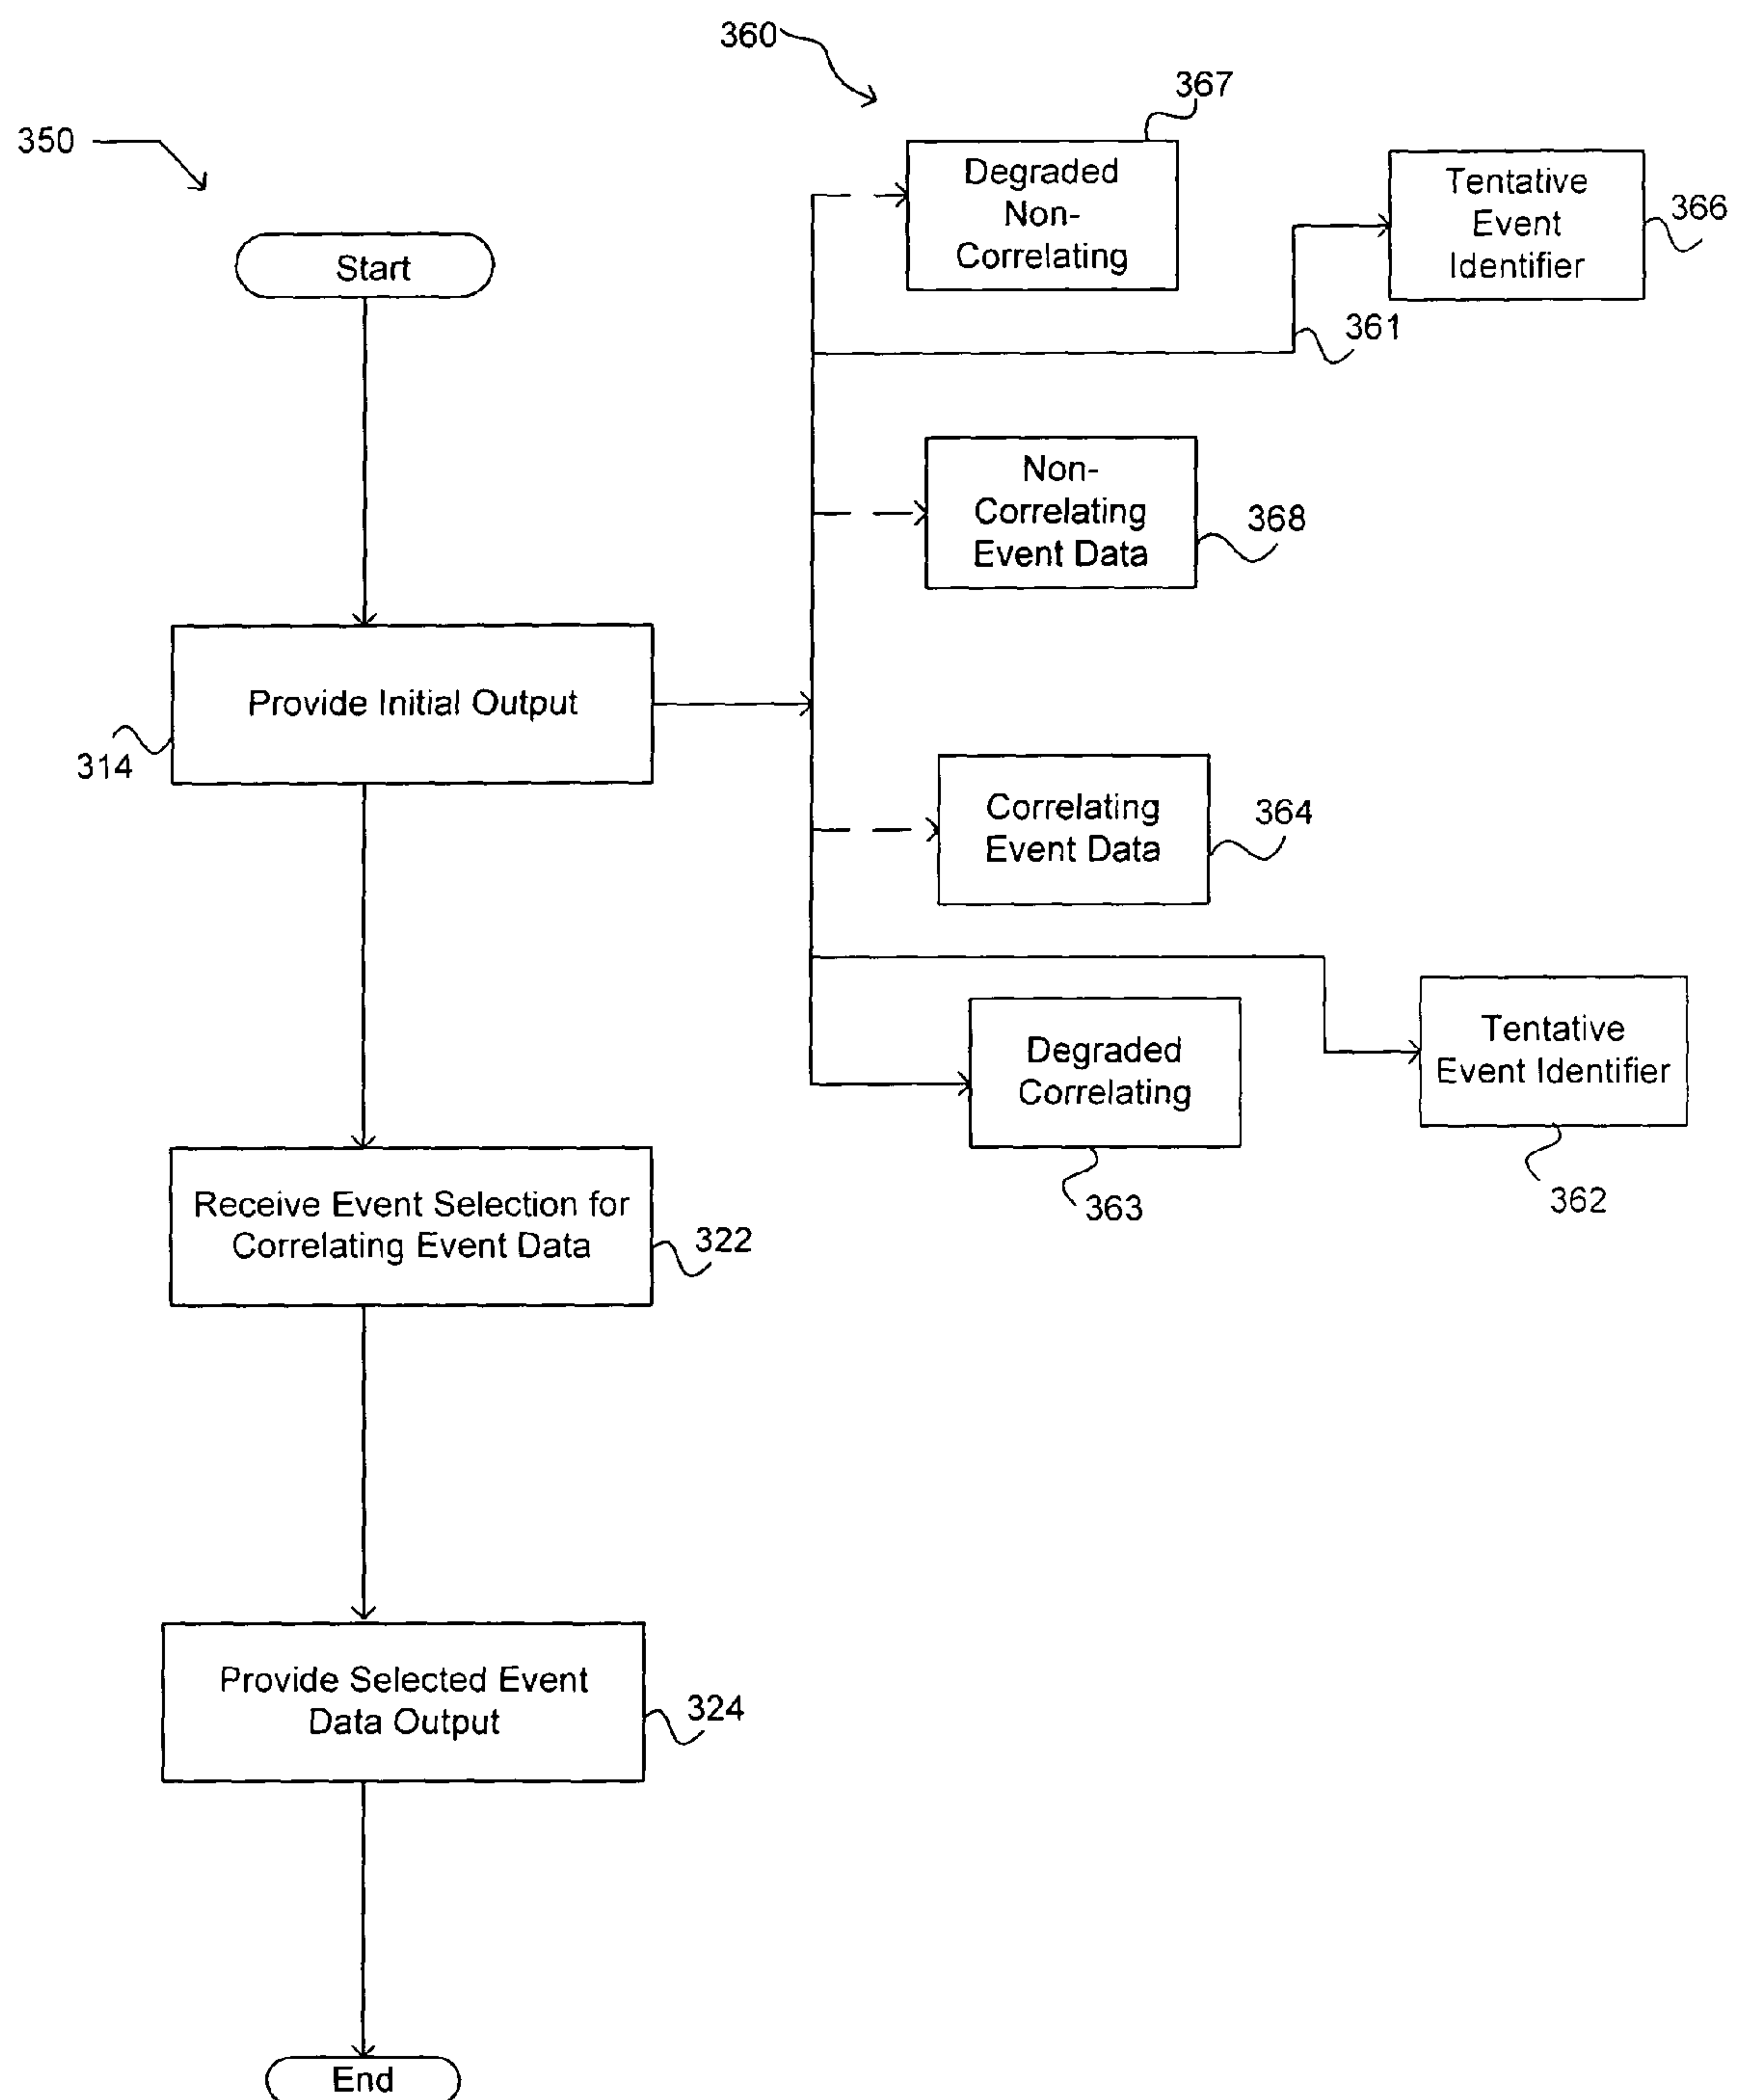 360
367
350
Degraded
Non-
Correlating
Tentative
Event
Identifier
366
Start
361
Non-
Correlating
Event Data
368
Provide Initial Output
314
Correlating
Event Data
364
Degraded
Correlating
363
Tentative
Event Identifier
362
Receive Event Selection for
Correlating Event Data
322
Provide Selected Event
Data Output
324
End